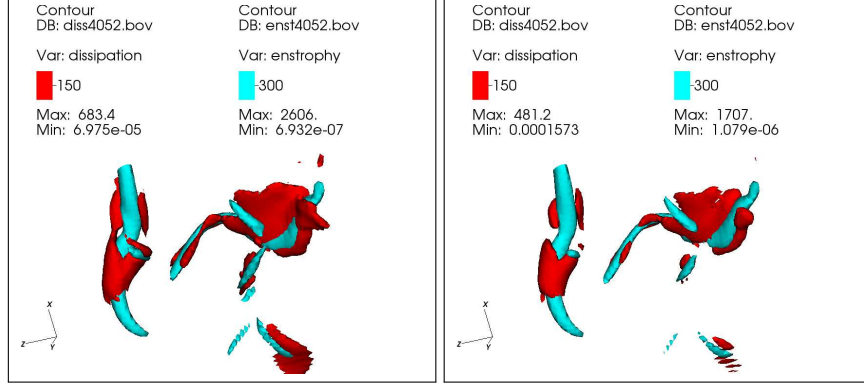 Contour
DB: diss4052.bov
Var: dissipation
150
Max: 683.4
Min: 6.975e-05
Contour
DB: enst4052.bov
Var: enstrophy
300
Max: 2606.
Min: 6.932e-07
x
z
Y
Contour
DB: diss4052.bov
Var: dissipation
150
Max: 481.2
Min: 0.0001573
Contour
DB: enst4052.bov
Var: enstrophy
300
Max: 1707.
Min: 1.079e-06
x
z
Y